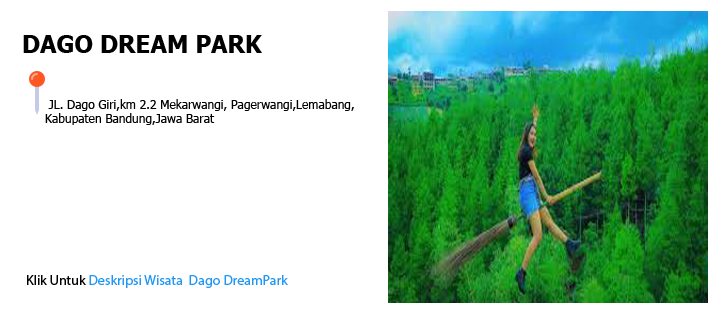 DAGO DREAM PARK
JL. Dago Giri,km 2.2 Mekarwangi, Pagerwangi,Lemabang,
Kabupaten Bandung,Jawa Barat
Klik Untuk Deskripsi Wisata Dago DreamPark